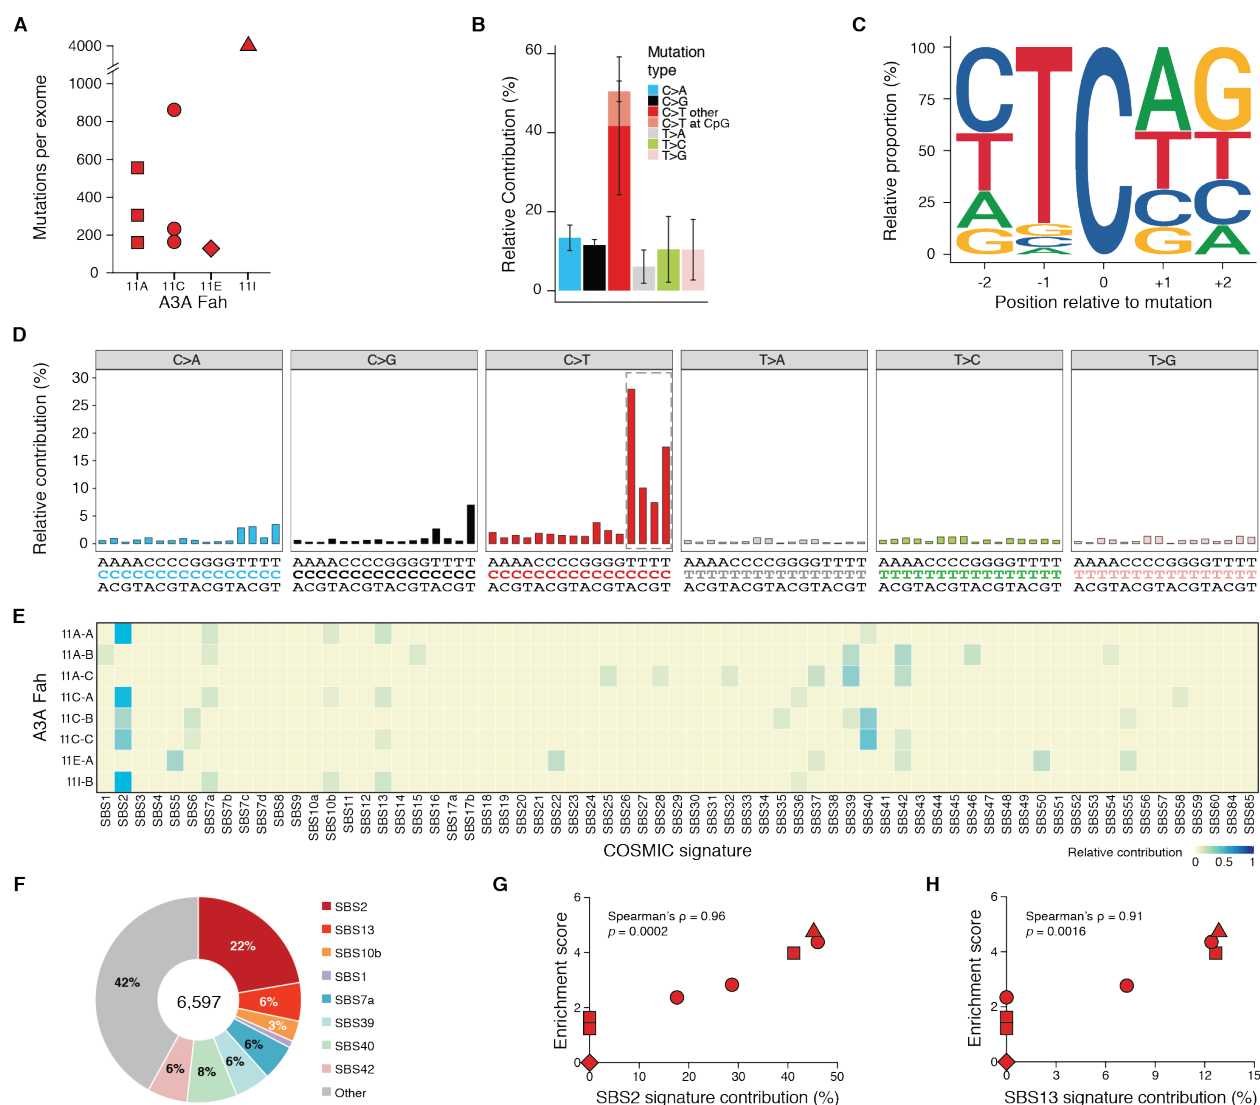 A
Mutations per exome
4000
1000
800
600
400
200
0
11A 11C 11E 11I
A3A Fah
B
Relative Contribution (%)
60
40
20
0
Mutation
type
C>A
C>G
C>T other
C>T at CpG
T>A
T>C
T>G
C
Relative proportion (%)
100
75
50
25
0
C T C A G
T T T
A G C C
G C A G A
-2 -1 0 +1 +2
Position relative to mutation
D
Relative contribution (%)
30
25
20
15
10
5
0
C>A C>G C>T T>A T>C T>G
AAAACCCCGGGGTTTT AAAACCCCGGGGTTTT AAAACCCCGGGGTTTT AAAACCCCGGGGTTTT AAAACCCCGGGGTTTT AAAACCCCGGGGTTTT
CCCCCCCCCCCCCCCC CCCCCCCCCCCCCCCC CCCCCCCCCCCCCCCC TTTTTTTTTTTTTTTT TTTTTTTTTTTTTTTT TTTTTTTTTTTTTTTT
ACGTACGTACGTACGT ACGTACGTACGTACGT ACGTACGTACGTACGT ACGTACGTACGTACGT ACGTACGTACGTACGT ACGTACGTACGTACGT
E
A3A Fah
11A-A
11A-B
11A-C
11C-A
11C-B
11C-C
11E-A
11I-B
SBS1 SBS2 SBS3 SBS4 SBS5 SBS6 SBS7a SBS7b SBS7c SBS7d SBS8 SBS9 SBS10a SBS10b SBS11 SBS12 SBS13 SBS14 SBS15 SBS16 SBS17a SBS17b SBS18 SBS19 SBS20 SBS21 SBS22 SBS23 SBS24 SBS25 SBS26 SBS27 SBS28 SBS29 SBS30 SBS31 SBS32 SBS33 SBS34 SBS35 SBS36 SBS37 SBS38 SBS39 SBS40 SBS41 SBS42 SBS43 SBS44 SBS45 SBS46 SBS47 SBS48 SBS49 SBS50 SBS51 SBS52 SBS53 SBS54 SBS55 SBS56 SBS57 SBS58 SBS59 SBS60 SBS84 SBS85
COSMIC signature
Relative contribution
0 0.5 1
F
22%
6%
3%
6%
6%
8%
6%
42%
6,597
SBS2
SBS13
SBS10b
SBS1
SBS7a
SBS39
SBS40
SBS42
Other
G
Enrichment score
6
4
2
0
Spearman's ρ = 0.96
p = 0.0002
0 10 20 30 40 50
SBS2 signature contribution (%)
H
Enrichment score
6
4
2
0
Spearman's ρ = 0.91
p = 0.0016
0 3 6 9 12 15
SBS13 signature contribution (%)